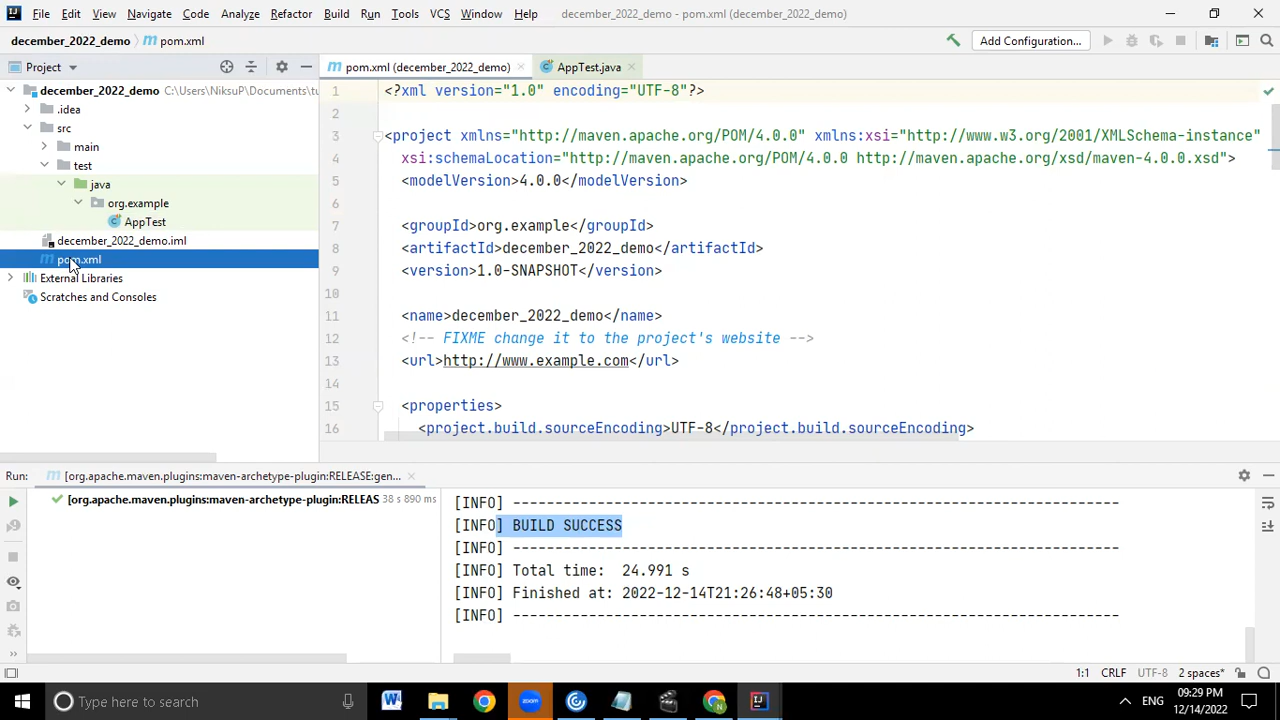 File Edit View Navigate Code Analyze Refactor Build Run Tools VCS Window Help december_2022_demo - pom.xml (december_2022_demo)
december_2022_demo pom.xml
Add Configuration...
Project
pom.xml (december_2022_demo)
AppTest.java
december_2022_demo C:\Users\NiksuP\Documents\tu
.idea
src
main
test
java
org.example
AppTest
december_2022_demo.iml
pom.xml
External Libraries
Scratches and Consoles
1 <?xml version="1.0" encoding="UTF-8"?>
2
3 <project xmlns="http://maven.apache.org/POM/4.0.0" xmlns:xsi="http://www.w3.org/2001/XMLSchema-instance"
4 xsi:schemaLocation="http://maven.apache.org/POM/4.0.0 http://maven.apache.org/xsd/maven-4.0.0.xsd">
5 <modelVersion>4.0.0</modelVersion>
6
7 <groupId>org.example</groupId>
8 <artifactId>december_2022_demo</artifactId>
9 <version>1.0-SNAPSHOT</version>
10
11 <name>december_2022_demo</name>
12 <!-- FIXME change it to the project's website -->
13 <url>http://www.example.com</url>
14
15 <properties>
16 <project.build.sourceEncoding>UTF-8</project.build.sourceEncoding>
Run: [org.apache.maven.plugins:maven-archetype-plugin:RELEASE:gen...
[org.apache.maven.plugins:maven-archetype-plugin:RELEAS 38 s 890 ms
[INFO] ------------------------------------------------------------------------
[INFO] BUILD SUCCESS
[INFO] ------------------------------------------------------------------------
[INFO] Total time:  24.991 s
[INFO] Finished at: 2022-12-14T21:26:48+05:30
[INFO] ------------------------------------------------------------------------
1:1 CRLF UTF-8 2 spaces*
Type here to search
zoom
ENG
09:29 PM
12/14/2022